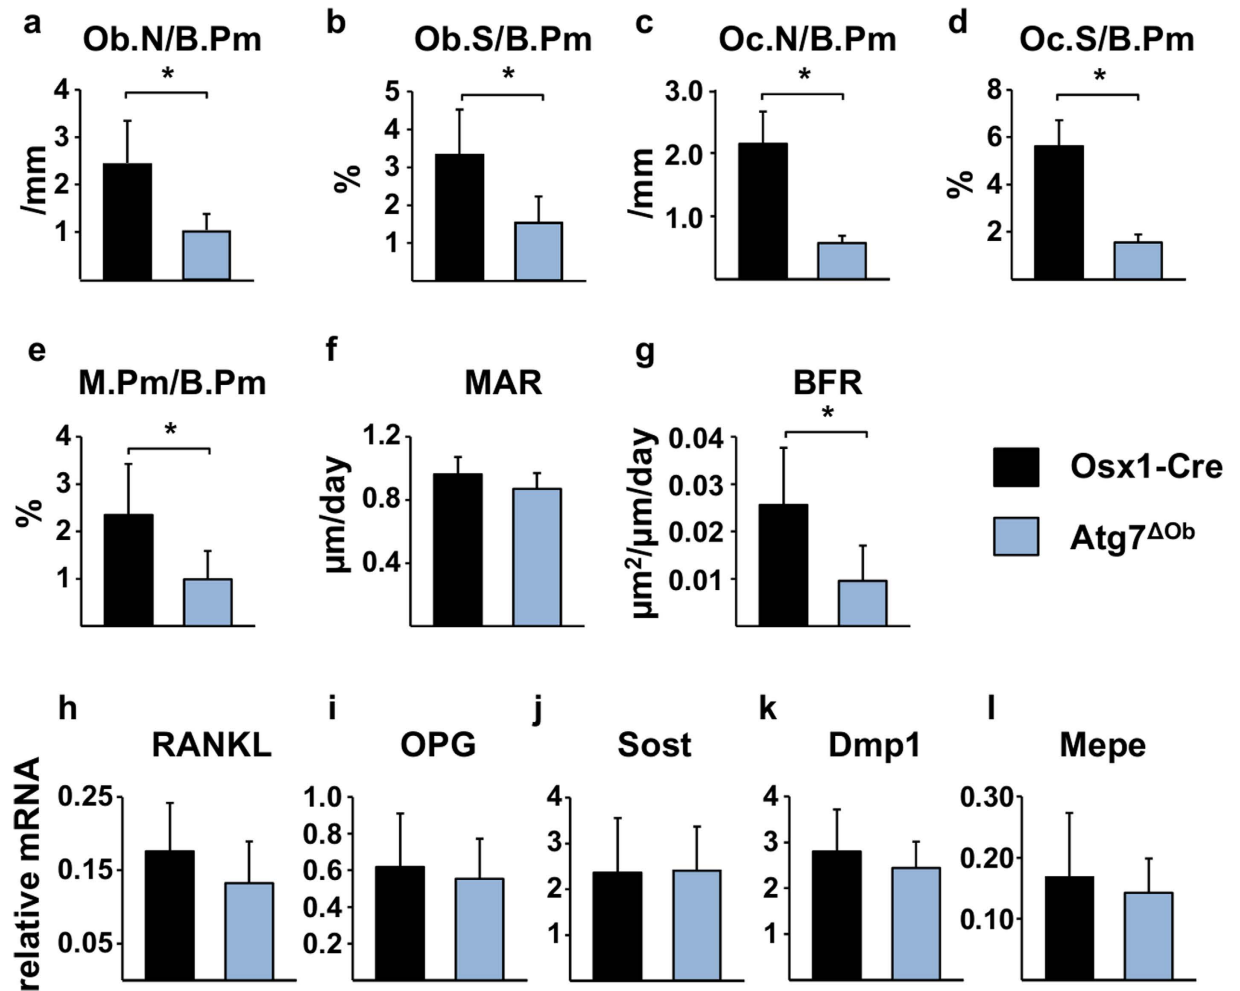 a
Ob.N/B.Pm
*
4
3
2
1
/mm
b
Ob.S/B.Pm
*
5
4
3
2
1
%
c
Oc.N/B.Pm
*
3.0
2.0
1.0
/mm
d
Oc.S/B.Pm
*
8
6
4
2
%
e
M.Pm/B.Pm
*
4
3
2
1
%
f
MAR
1.2
0.8
0.4
µm/day
g
BFR
*
0.04
0.03
0.02
0.01
µm²/µm/day
Osx1-Cre
Atg7ΔOb
h
RANKL
0.25
0.15
0.05
relative mRNA
i
OPG
1.0
0.8
0.6
0.4
0.2
j
Sost
4
3
2
1
k
Dmp1
4
3
2
1
l
Mepe
0.30
0.20
0.10